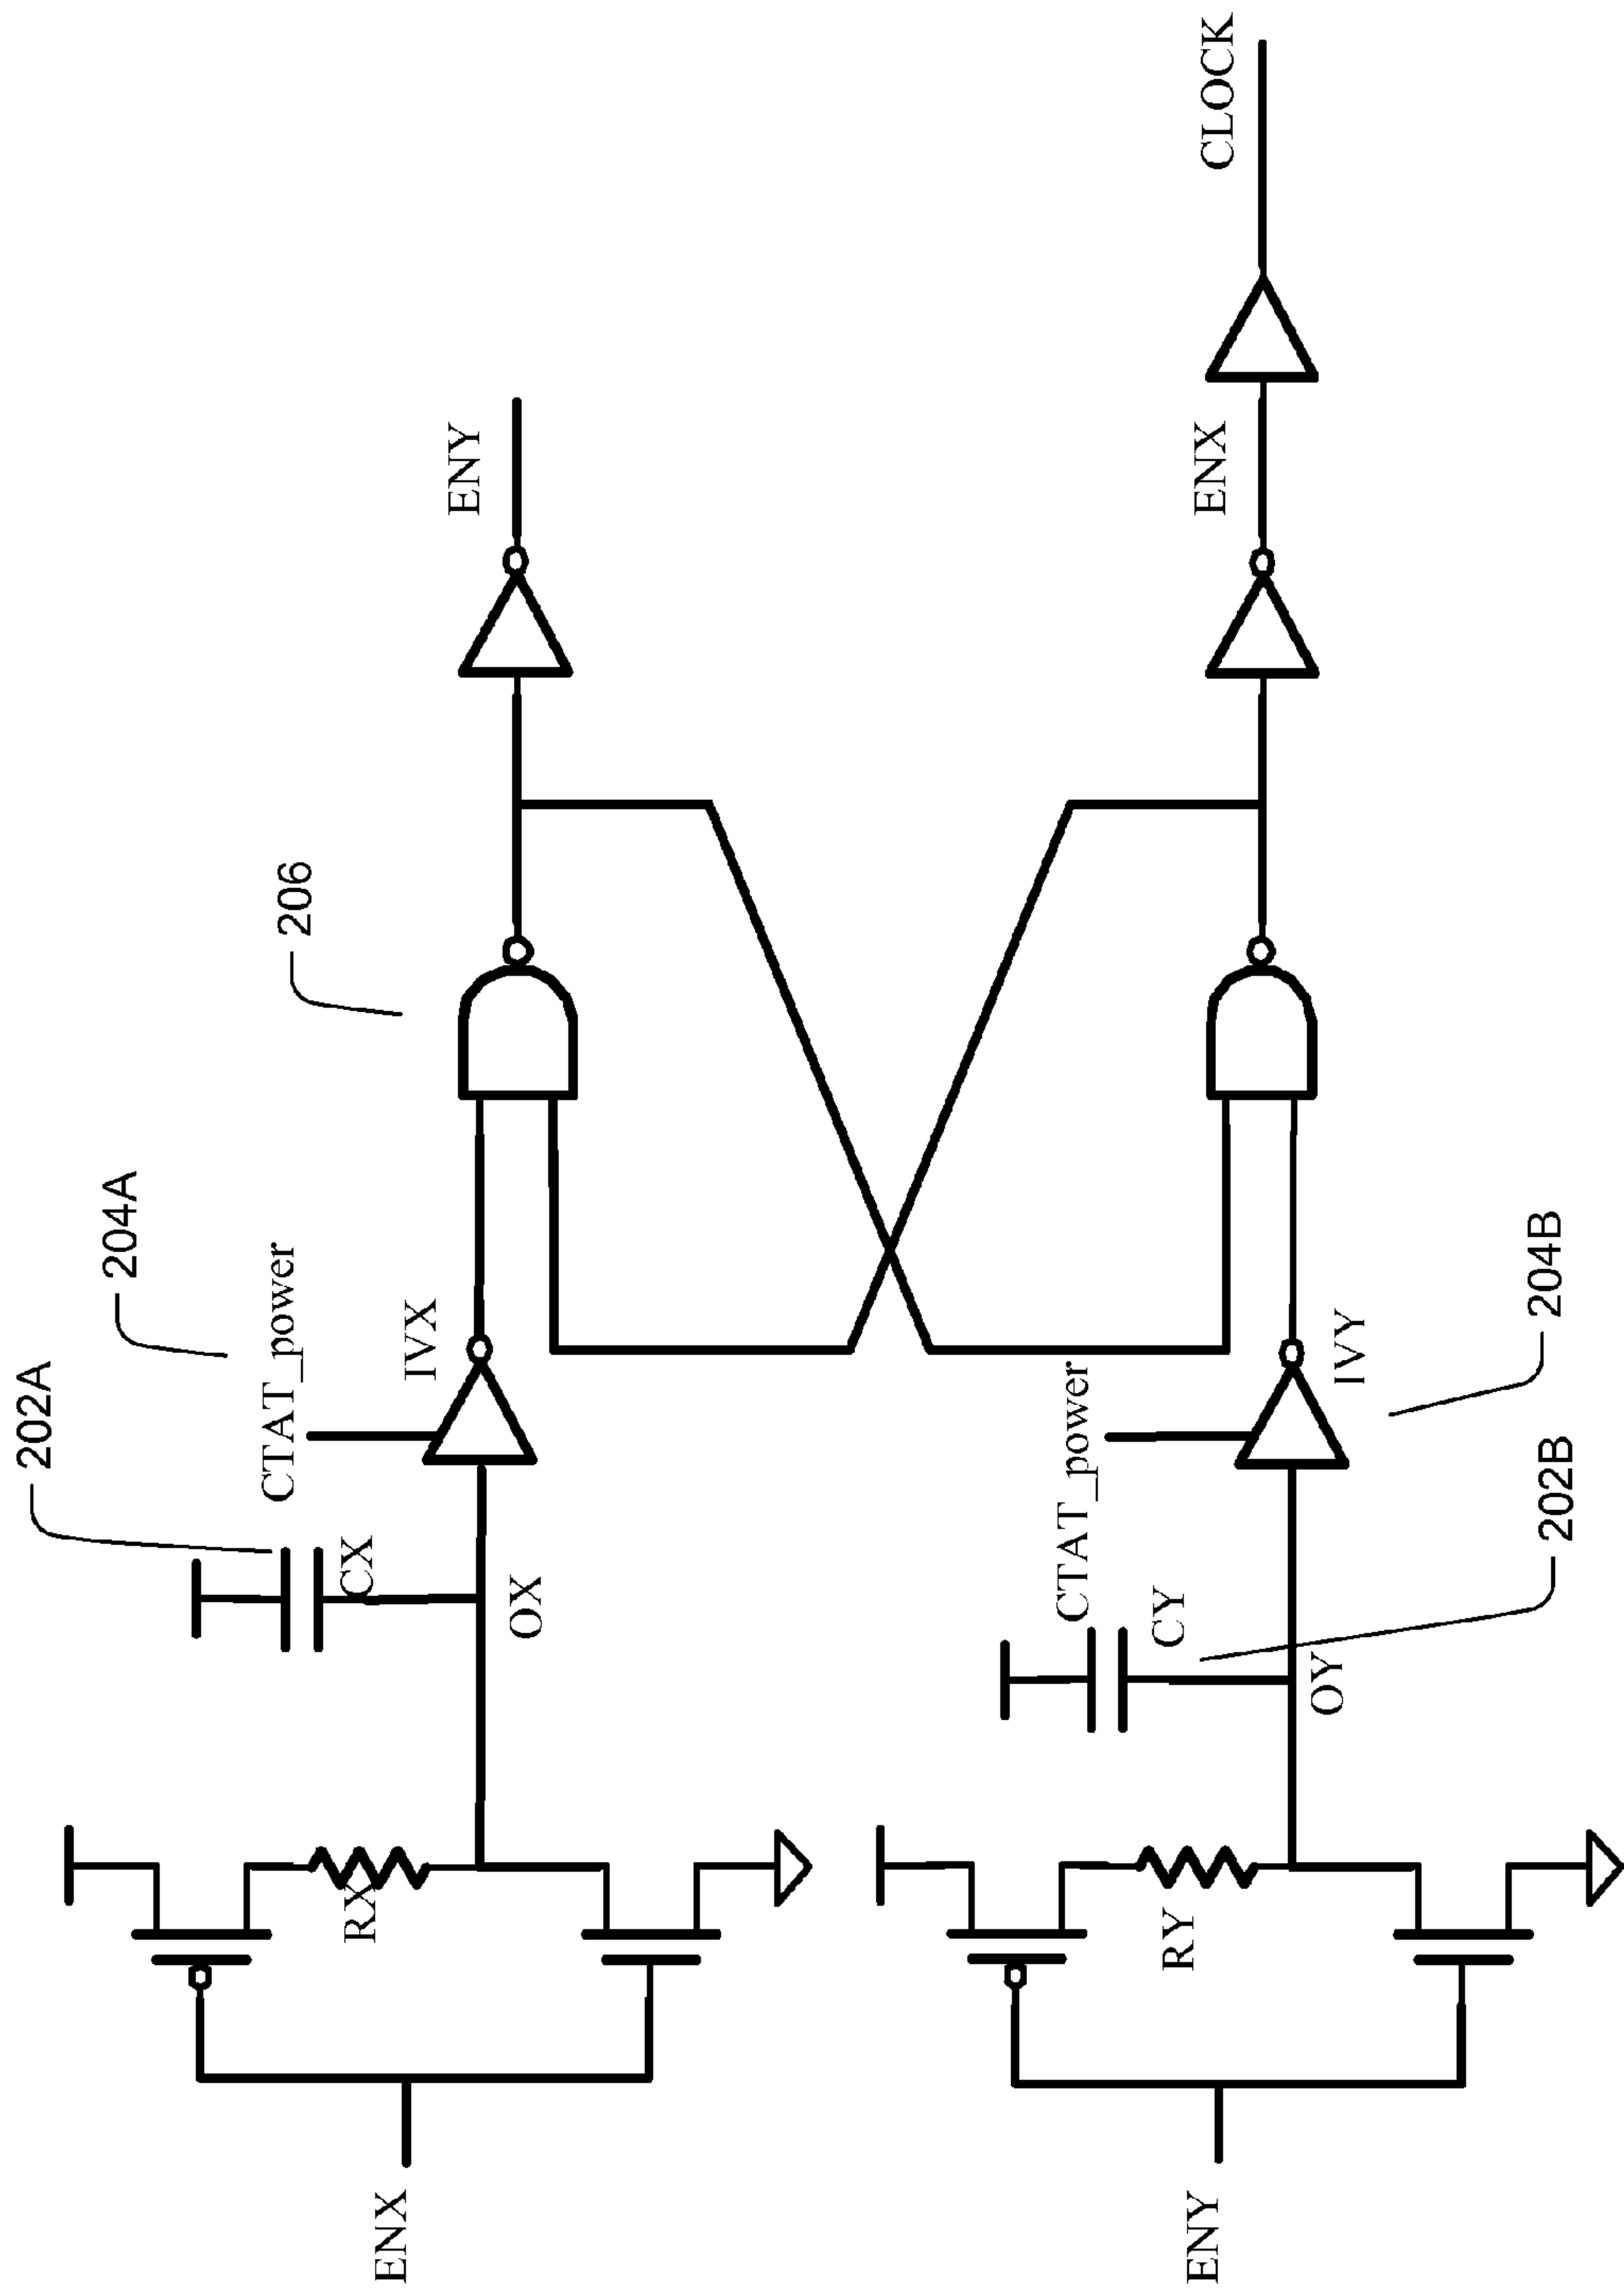 202A
204A
206
CTAT_power
IVX
CX
OX
RX
ENX
ENY
CTAT_power
CY
OY
RY
ENY
IVY
204B
202B
ENX
CLOCK